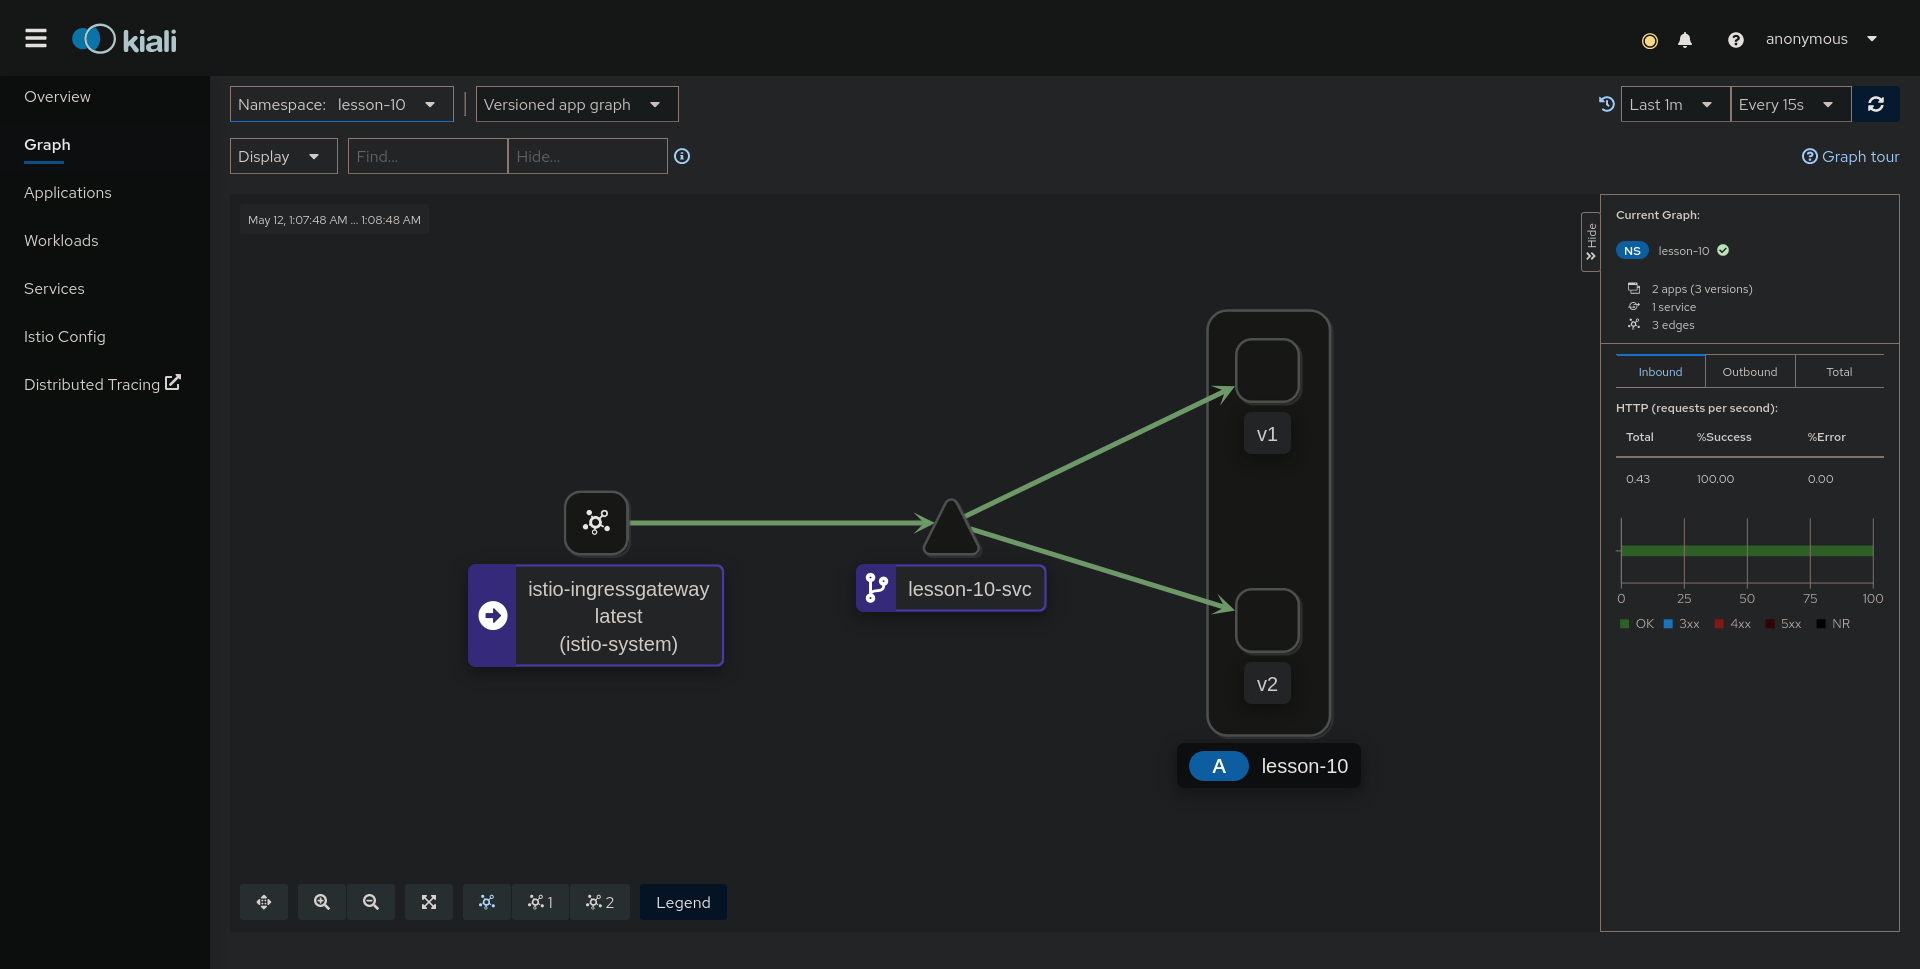 kiali
anonymous
Overview
Graph
Applications
Workloads
Services
Istio Config
Distributed Tracing
Namespace: lesson-10
Versioned app graph
Last 1m
Every 15s
Display
Find...
Hide...
Graph tour
May 12, 1:07:48 AM ... 1:08:48 AM
Hide
v1
istio-ingressgateway
latest
(istio-system)
lesson-10-svc
v2
A lesson-10
1
2
Legend
Current Graph:
NS lesson-10
2 apps (3 versions)
1 service
3 edges
Inbound
Outbound
Total
HTTP (requests per second):
Total %Success %Error
0.43 100.00 0.00
0 25 50 75 100
OK 3xx 4xx 5xx NR